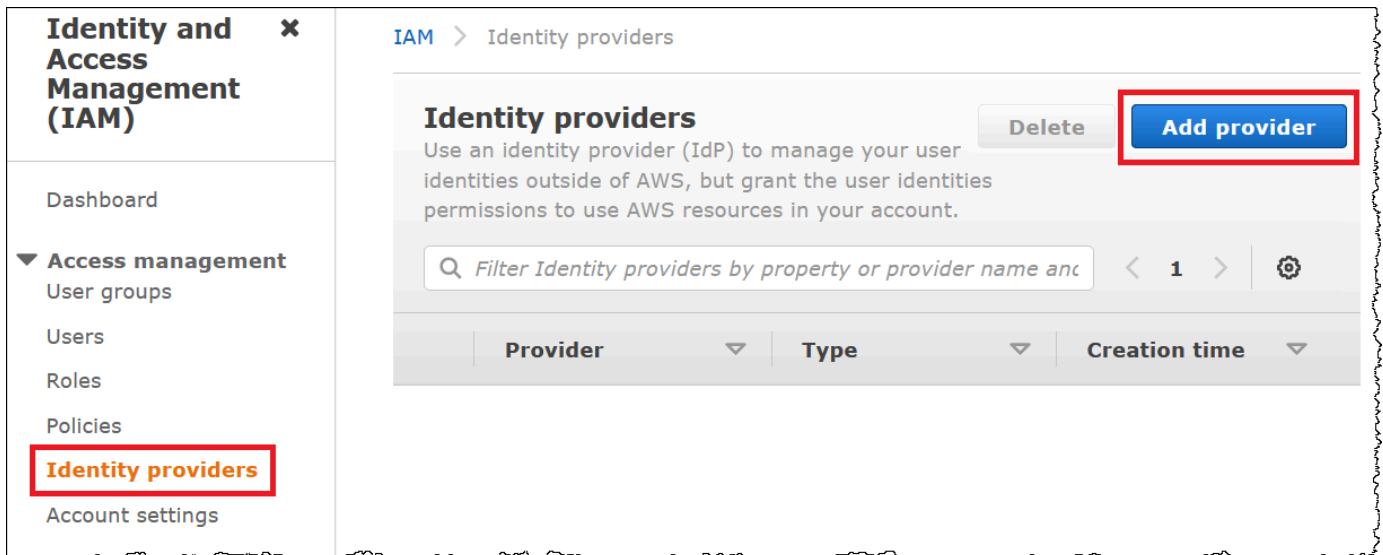 Identity and
Access
Management
(IAM)
Dashboard
Access management
User groups
Users
Roles
Policies
Identity providers
Account settings
IAM > Identity providers
Identity providers
Use an identity provider (IdP) to manage your user
identities outside of AWS, but grant the user identities
permissions to use AWS resources in your account.
Delete
Add provider
Filter Identity providers by property or provider name
1
Provider
Type
Creation time